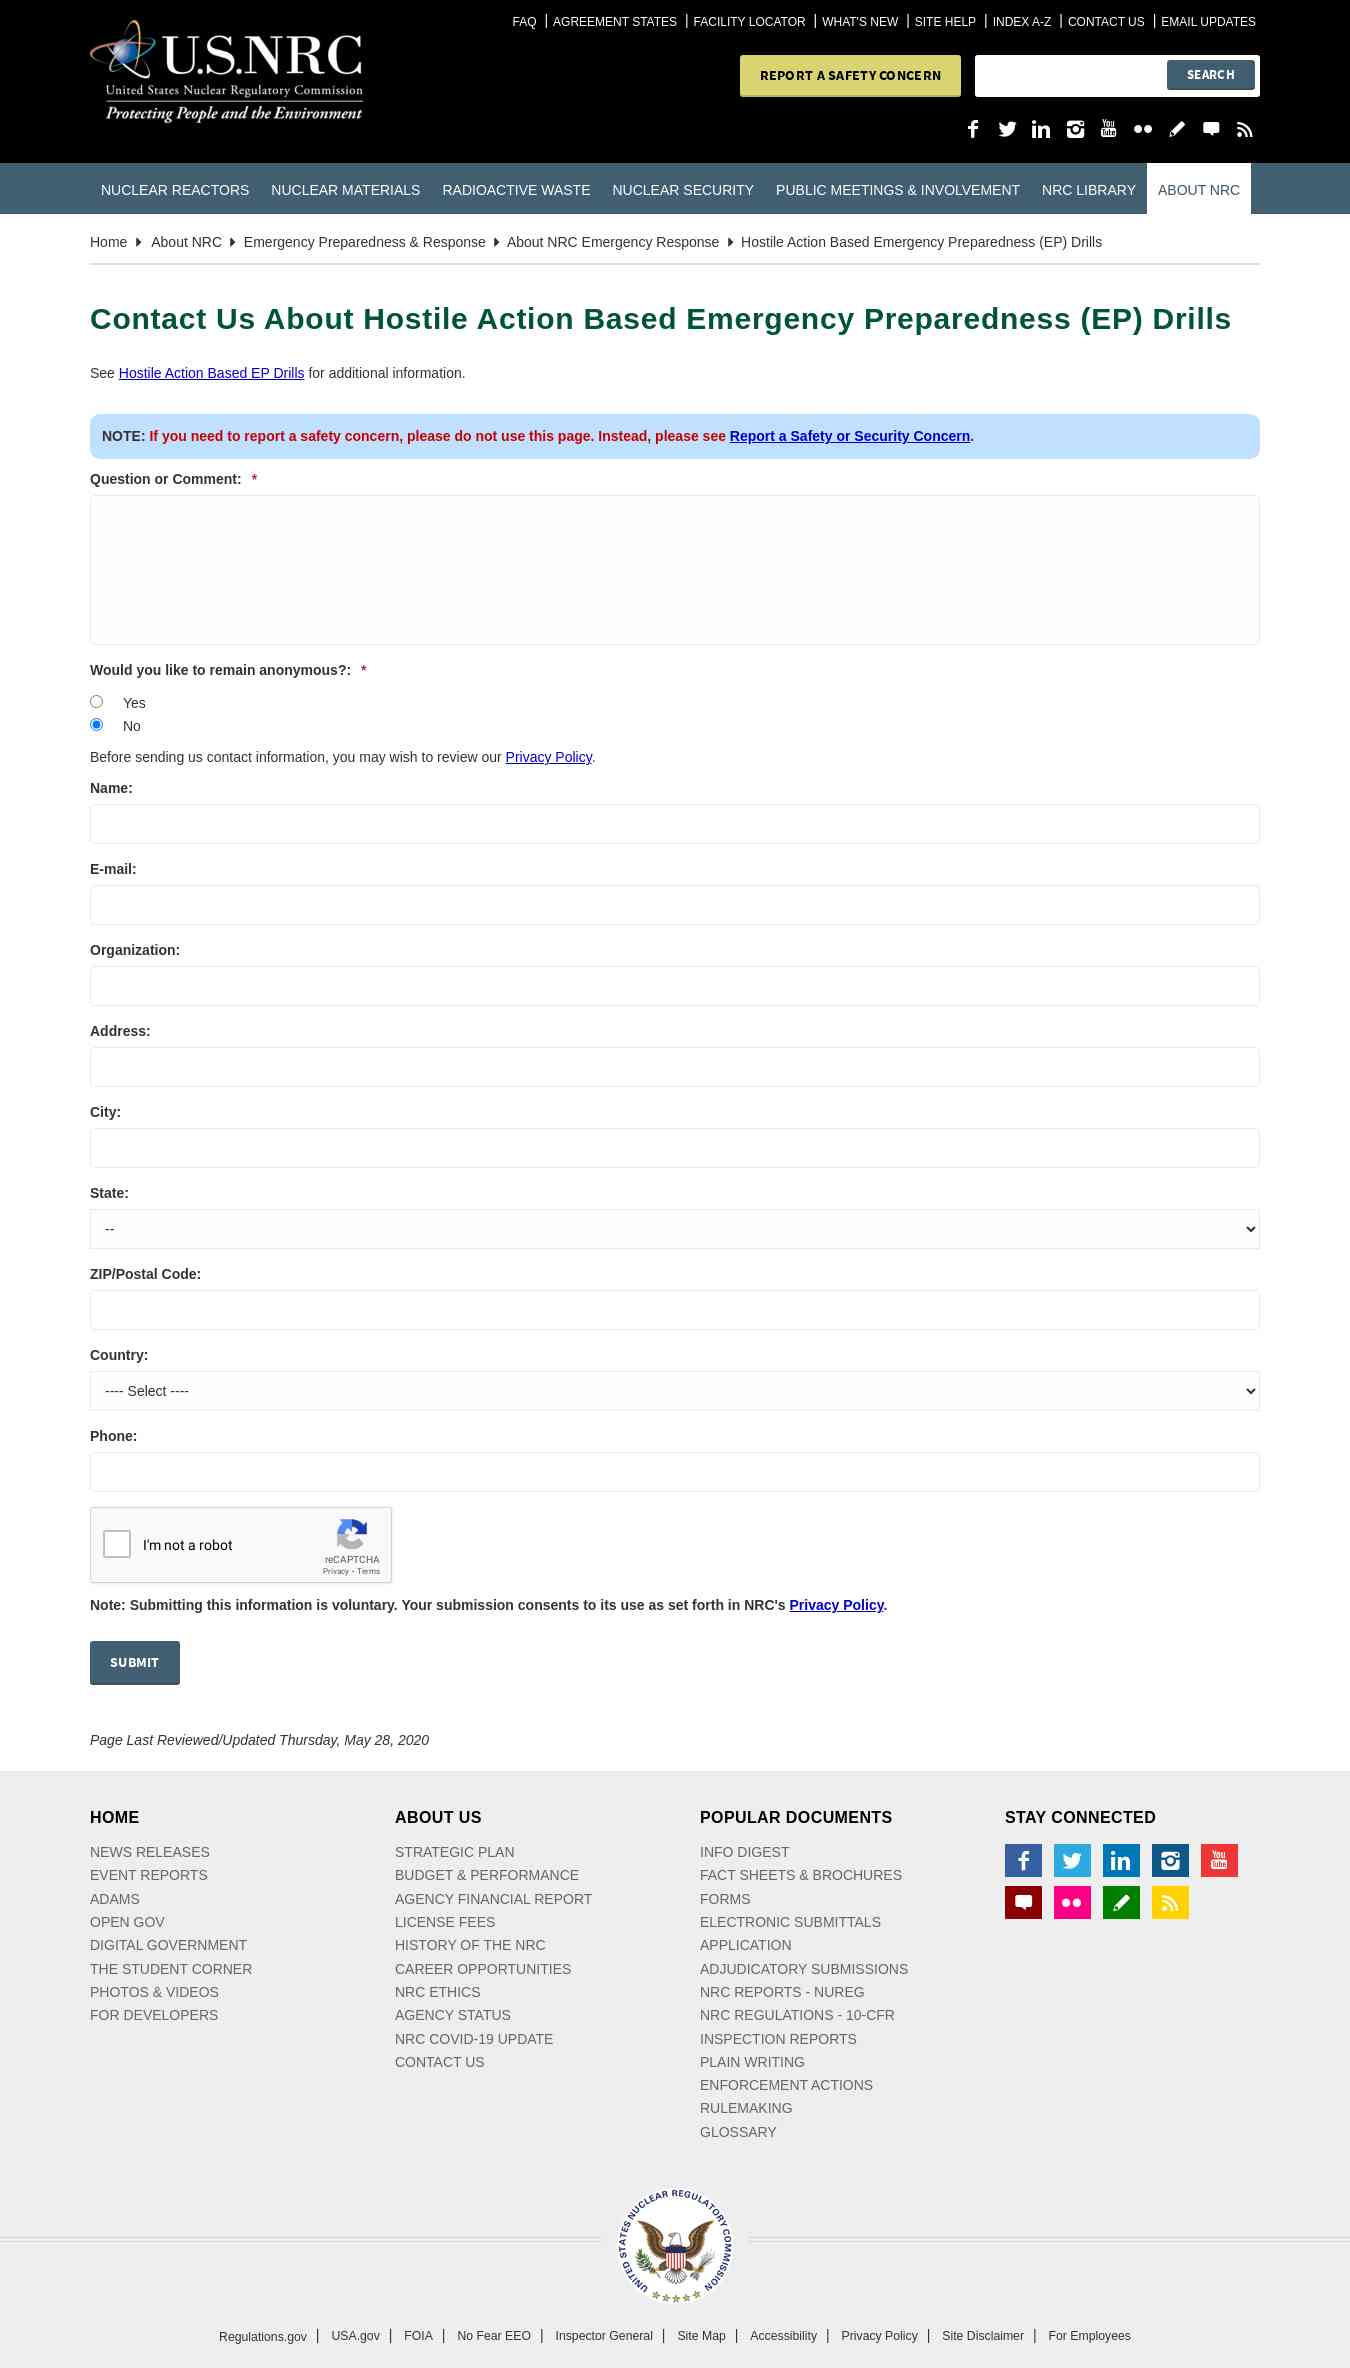 FAQ | AGREEMENT STATES | FACILITY LOCATOR | WHAT'S NEW | SITE HELP | INDEX A-Z | CONTACT US | EMAIL UPDATES
U.S.NRC
United States Nuclear Regulatory Commission
Protecting People and the Environment
REPORT A SAFETY CONCERN
SEARCH
NUCLEAR REACTORS NUCLEAR MATERIALS RADIOACTIVE WASTE NUCLEAR SECURITY PUBLIC MEETINGS & INVOLVEMENT NRC LIBRARY ABOUT NRC
Home About NRC Emergency Preparedness & Response About NRC Emergency Response Hostile Action Based Emergency Preparedness (EP) Drills
Contact Us About Hostile Action Based Emergency Preparedness (EP) Drills
See Hostile Action Based EP Drills for additional information.
NOTE: If you need to report a safety concern, please do not use this page. Instead, please see Report a Safety or Security Concern.
Question or Comment: *
Would you like to remain anonymous?: *
Yes
No
Before sending us contact information, you may wish to review our Privacy Policy.
Name:
E-mail:
Organization:
Address:
City:
State:
--
ZIP/Postal Code:
Country:
---- Select ----
Phone:
I'm not a robot
reCAPTCHA
Privacy - Terms
Note: Submitting this information is voluntary. Your submission consents to its use as set forth in NRC's Privacy Policy.
SUBMIT
Page Last Reviewed/Updated Thursday, May 28, 2020
HOME
NEWS RELEASES
EVENT REPORTS
ADAMS
OPEN GOV
DIGITAL GOVERNMENT
THE STUDENT CORNER
PHOTOS & VIDEOS
FOR DEVELOPERS
ABOUT US
STRATEGIC PLAN
BUDGET & PERFORMANCE
AGENCY FINANCIAL REPORT
LICENSE FEES
HISTORY OF THE NRC
CAREER OPPORTUNITIES
NRC ETHICS
AGENCY STATUS
NRC COVID-19 UPDATE
CONTACT US
POPULAR DOCUMENTS
INFO DIGEST
FACT SHEETS & BROCHURES
FORMS
ELECTRONIC SUBMITTALS
APPLICATION
ADJUDICATORY SUBMISSIONS
NRC REPORTS - NUREG
NRC REGULATIONS - 10-CFR
INSPECTION REPORTS
PLAIN WRITING
ENFORCEMENT ACTIONS
RULEMAKING
GLOSSARY
STAY CONNECTED
You Tube
UNITED STATES NUCLEAR REGULATORY COMMISSION
Regulations.gov | USA.gov | FOIA | No Fear EEO | Inspector General | Site Map | Accessibility | Privacy Policy | Site Disclaimer | For Employees